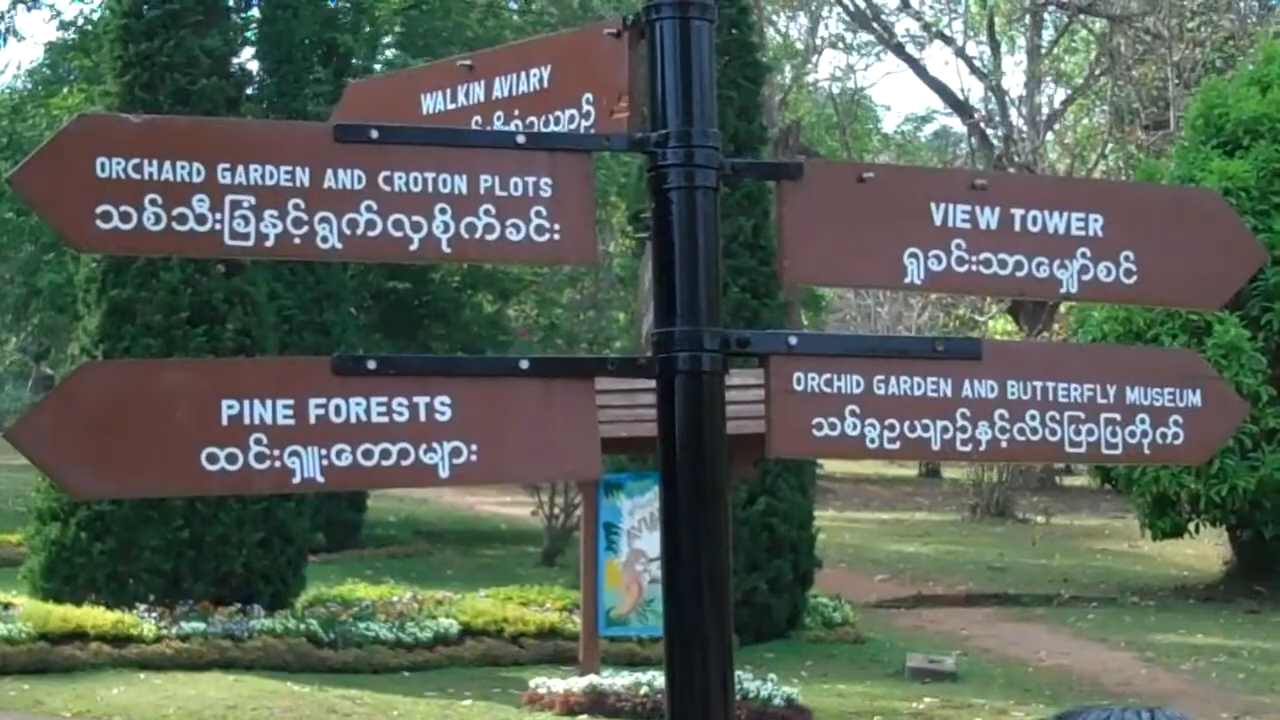 WALKIN AVIARY
ORCHARD GARDEN AND CROTON PLOTS
သစ်သီးခြံနှင့်ရွက်လှစိုက်ခင်း
VIEW TOWER
ရှုခင်းသာမျှော်စင်
PINE FORESTS
ထင်းရှူးတောများ
ORCHID GARDEN AND BUTTERFLY MUSEUM
သစ်ခွဥယျာဉ်နှင့်လိပ်ပြာပြတိုက်